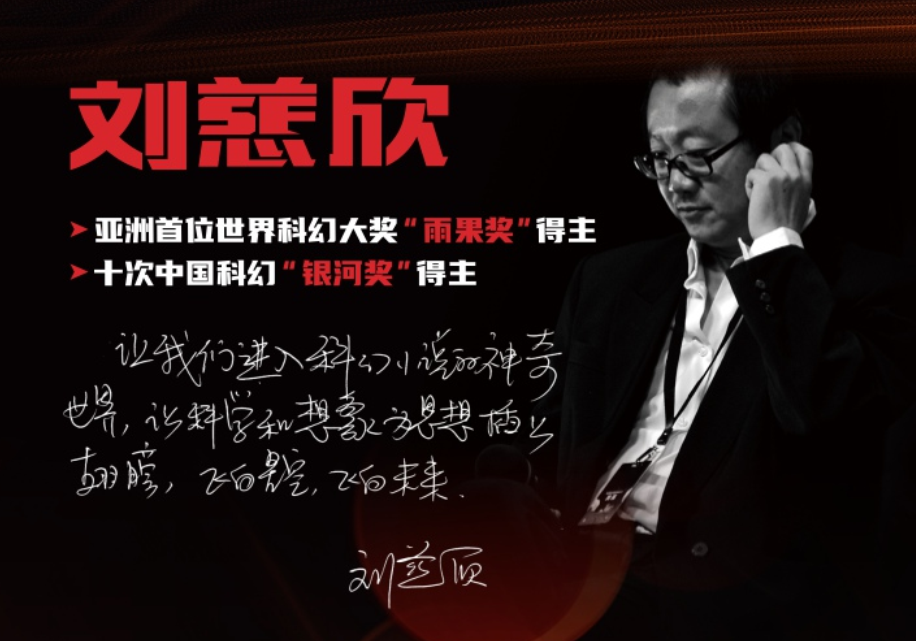 刘慈欣
亚洲首位世界科幻大奖“雨果奖”得主
十次中国科幻“银河奖”得主
让我们进入科幻小说的神奇
世界，让科学和想象为思想插上
翅膀，飞向星空，飞向未来．
刘慈欣